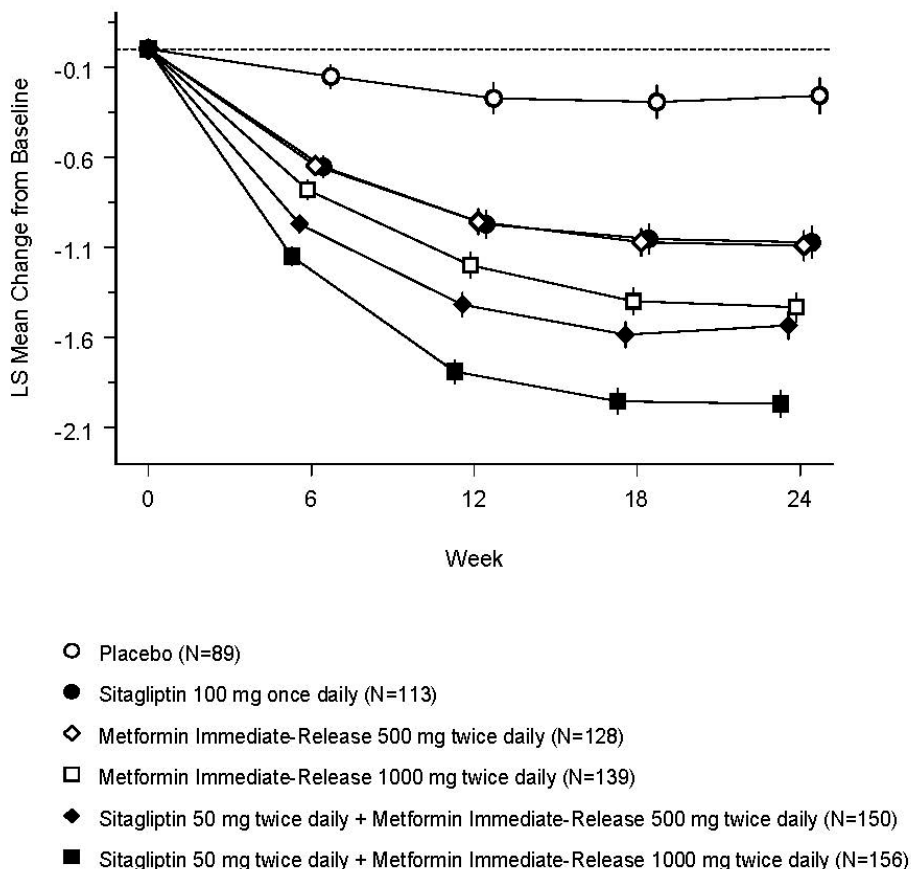 LS Mean Change from Baseline
-0.1
-0.6
-1.1
-1.6
-2.1
0 6 12 18 24
Week
Placebo (N=89)
Sitagliptin 100 mg once daily (N=113)
Metformin Immediate-Release 500 mg twice daily (N=128)
Metformin Immediate-Release 1000 mg twice daily (N=139)
Sitagliptin 50 mg twice daily + Metformin Immediate-Release 500 mg twice daily (N=150)
Sitagliptin 50 mg twice daily + Metformin Immediate-Release 1000 mg twice daily (N=156)